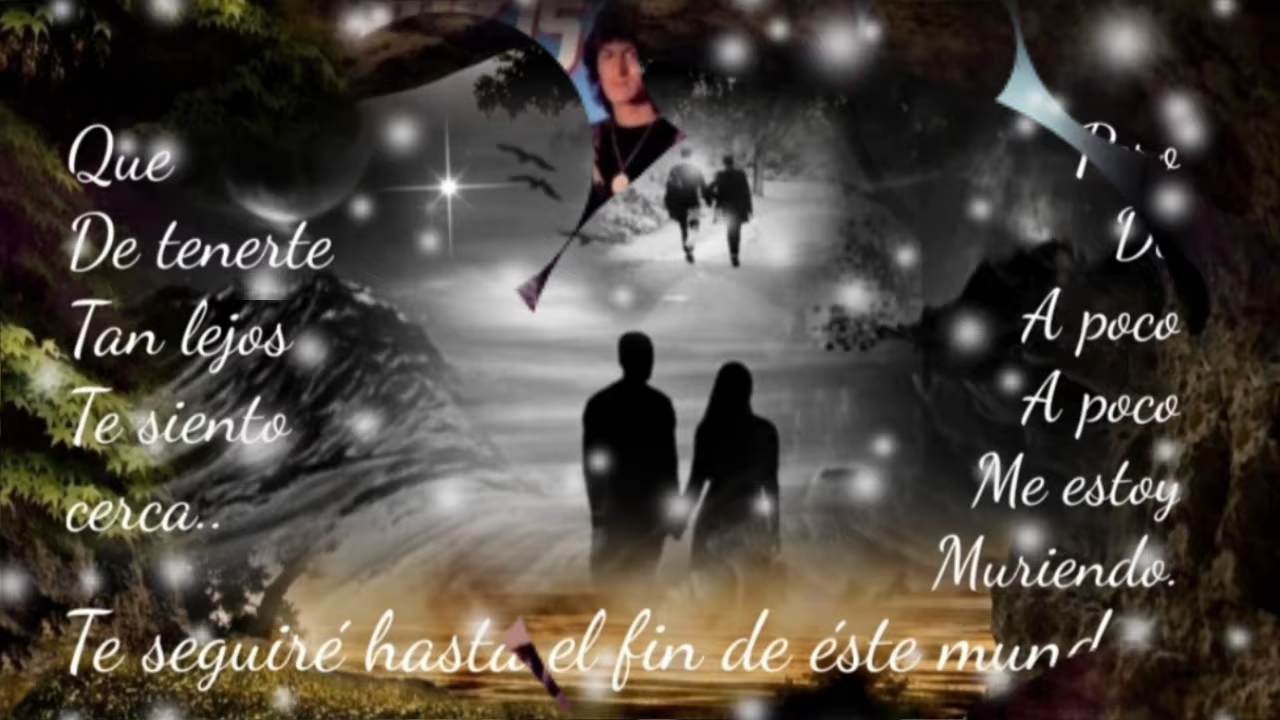 Que
De tenerte
Tan lejos
Te siento
cerca..
A poco
A poco
Me estoy
Muriendo.
Te seguiré hasta el fin de éste